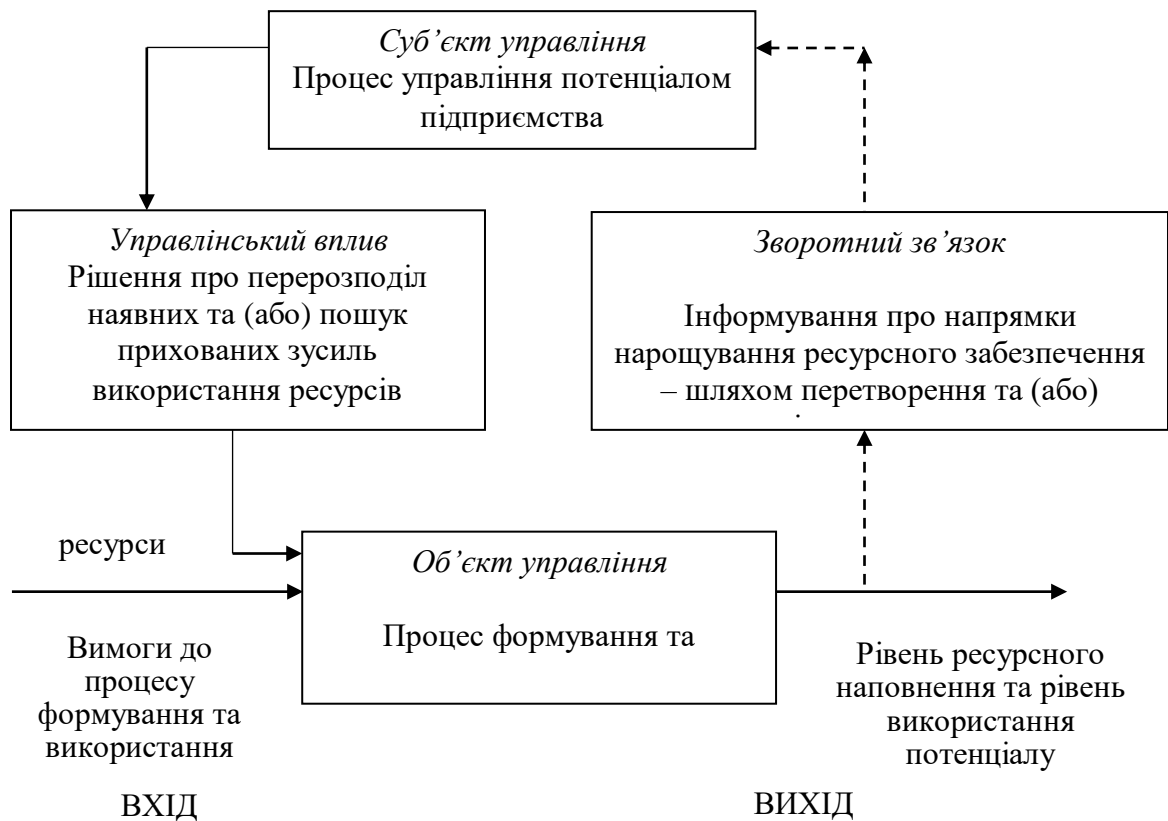 Суб’єкт управління
Процес управління потенціалом
підприємства
Управлінський вплив
Рішення про перерозподіл
наявних та (або) пошук
прихованих зусиль
використання ресурсів
Зворотний зв’язок
Інформування про напрямки
нарощування ресурсного забезпечення
– шляхом перетворення та (або)
ресурси
Об’єкт управління
Процес формування та
Вимоги до
процесу
формування та
використання
Рівень ресурсного
наповнення та рівень
використання
потенціалу
ВХІД
ВИХІД